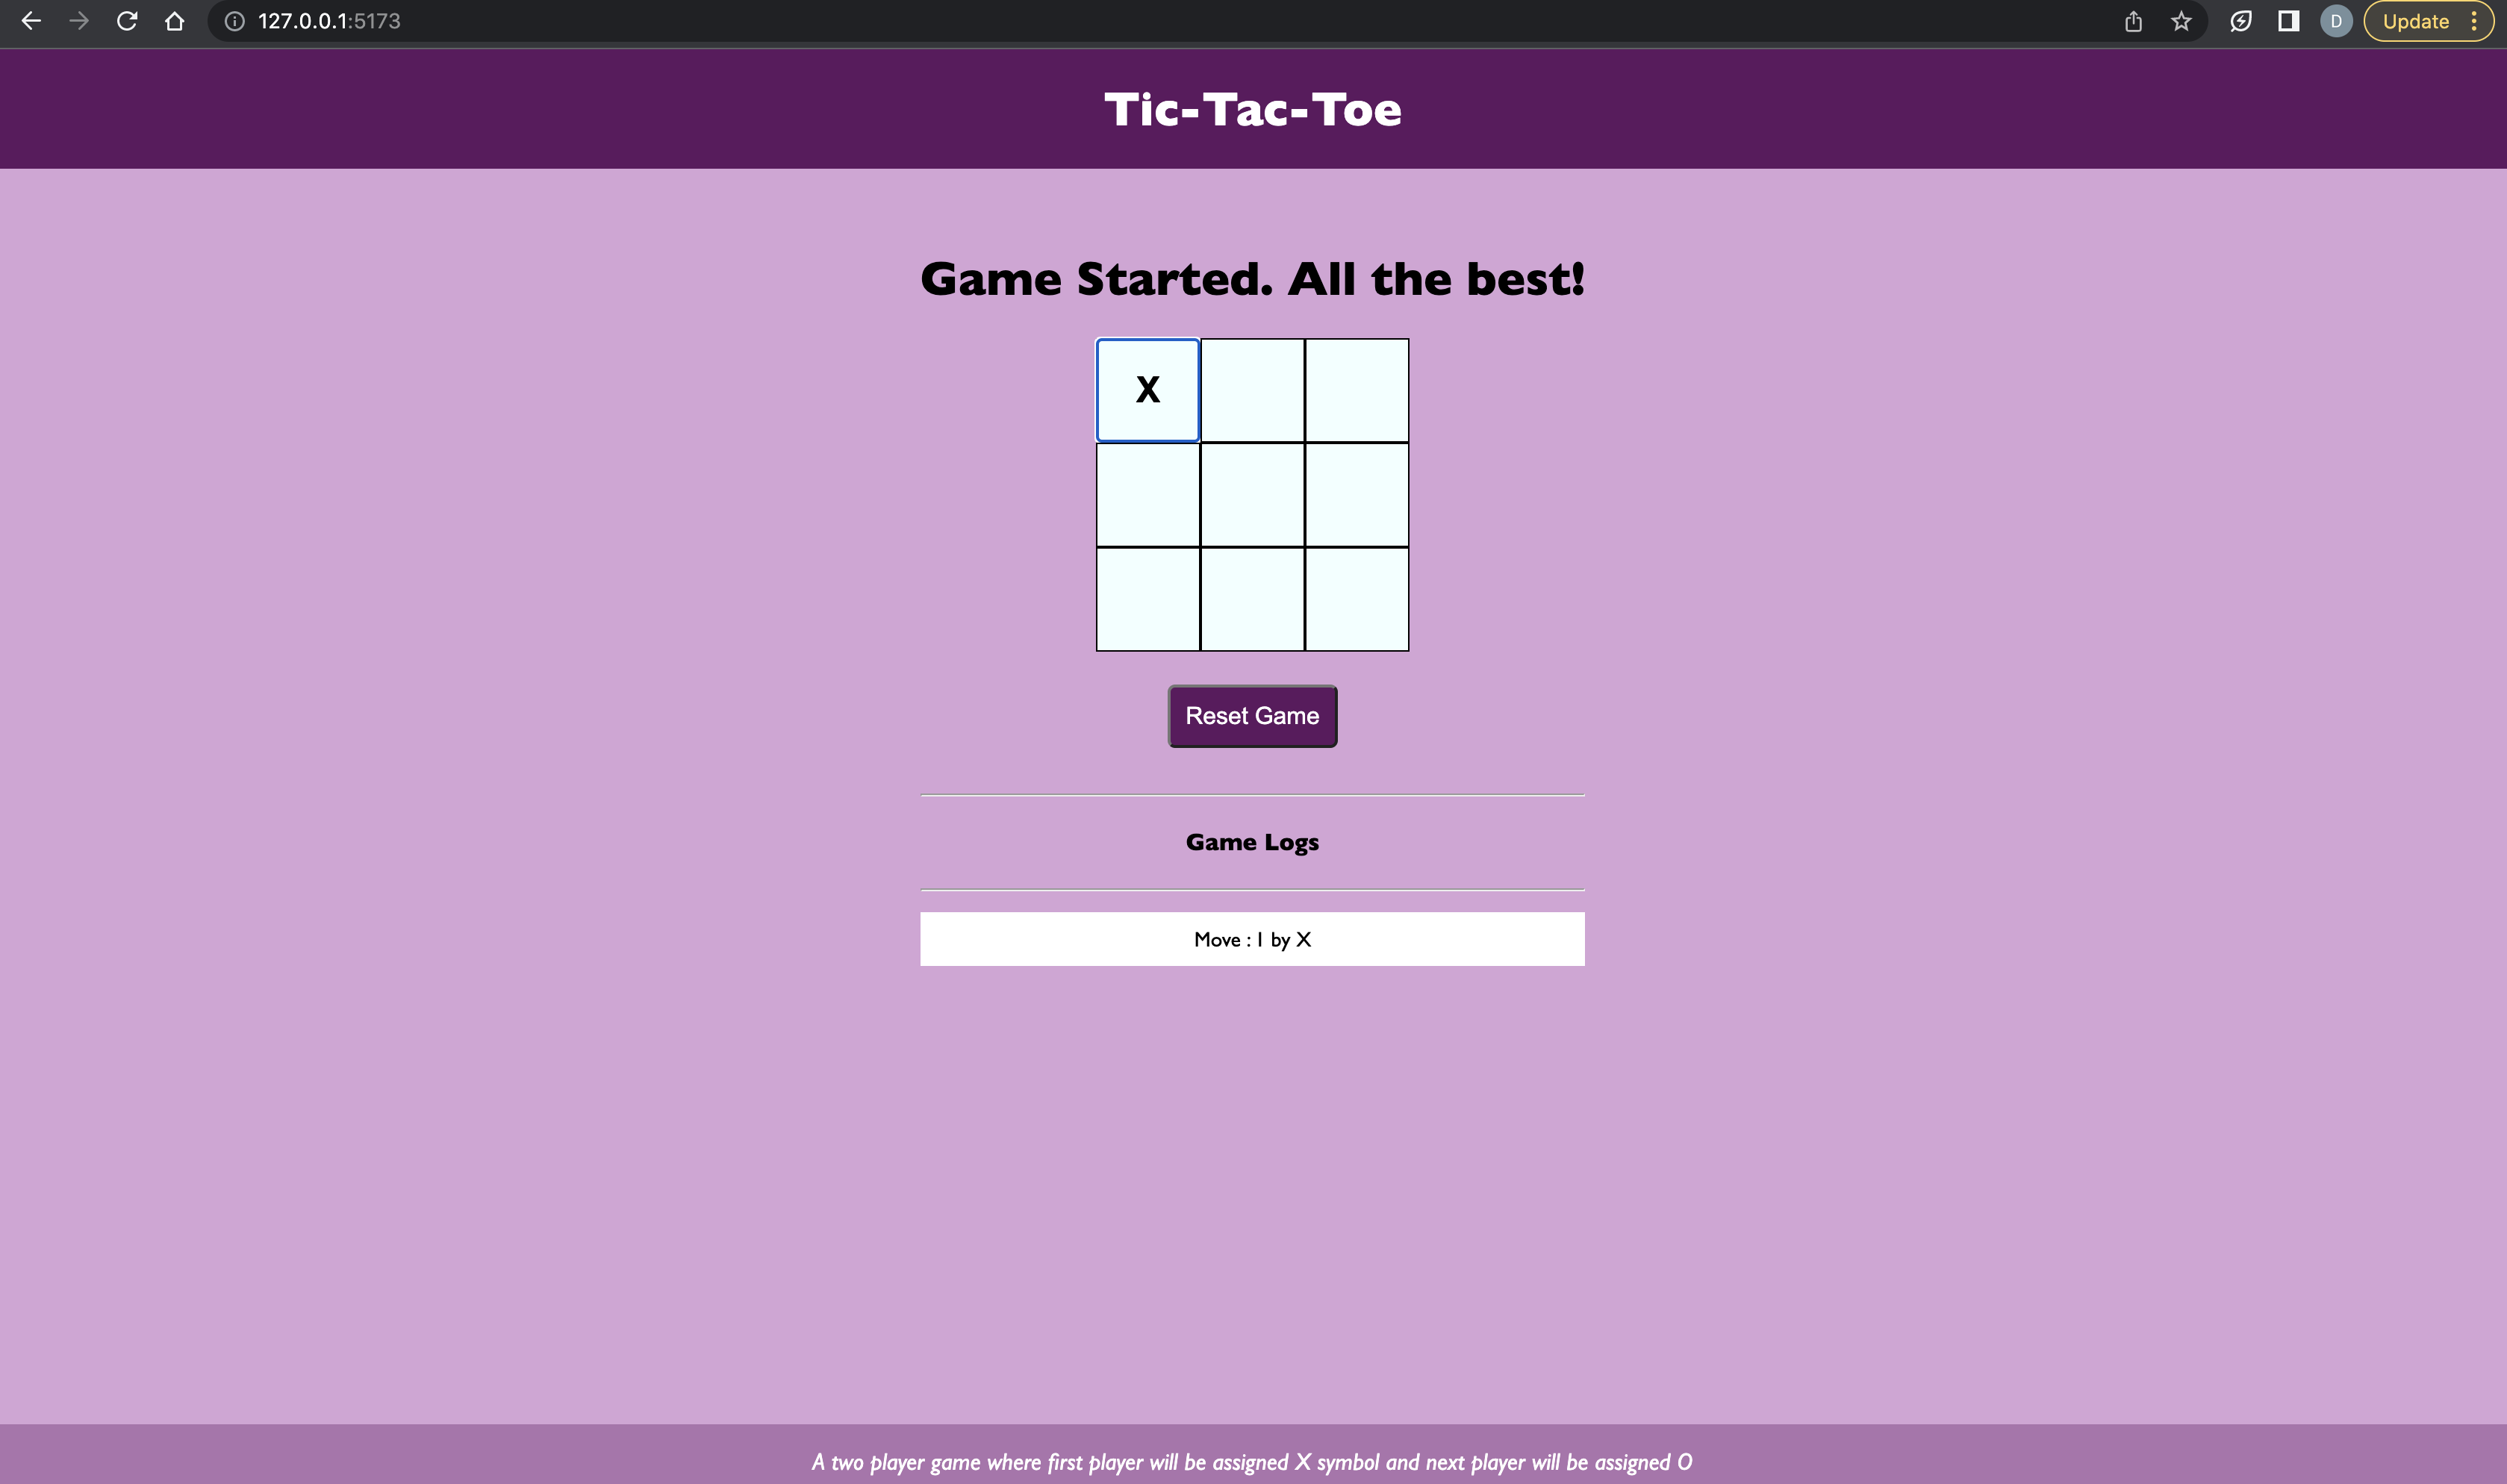 127.0.0.1:5173
D
Update
Tic-Tac-Toe
Game Started. All the best!
X
Reset Game
Game Logs
Move : 1 by X
A two player game where first player will be assigned X symbol and next player will be assigned O